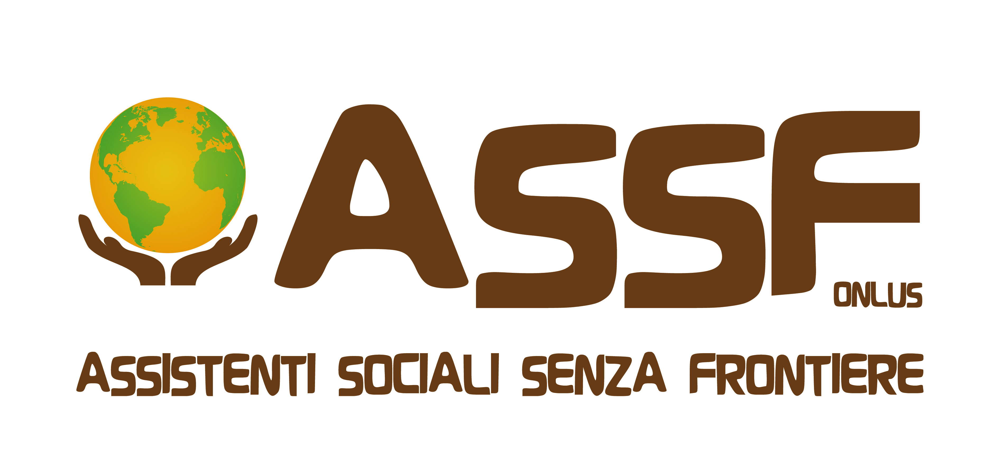 ASSF
ONLUS
ASSISTENTI SOCIALI SENZA FRONTIERE